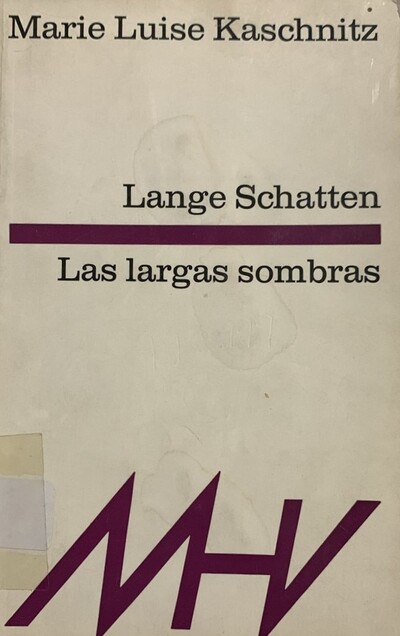 Marie Luise Kaschnitz
Lange Schatten
Las largas sombras
MHV